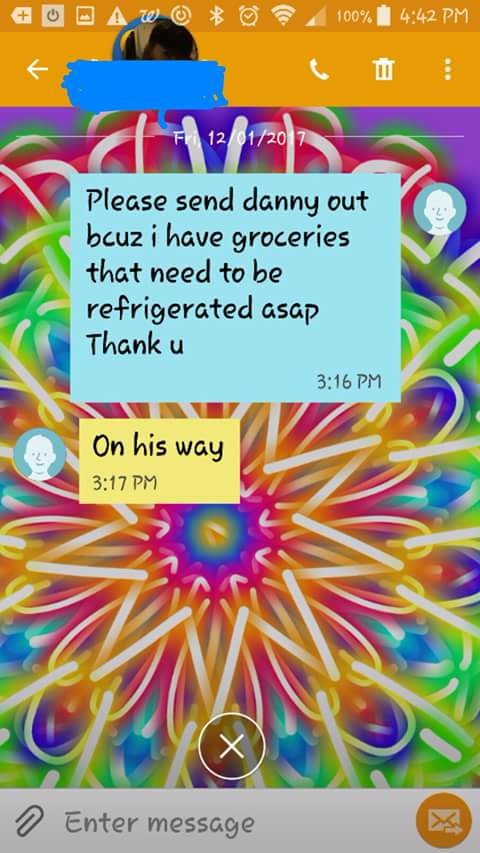 100% 4:42 PM
Fri, 12/01/2017
Please send danny out
bcuz i have groceries
that need to be
refrigerated asap
Thank u
3:16 PM
On his way
3:17 PM
Enter message